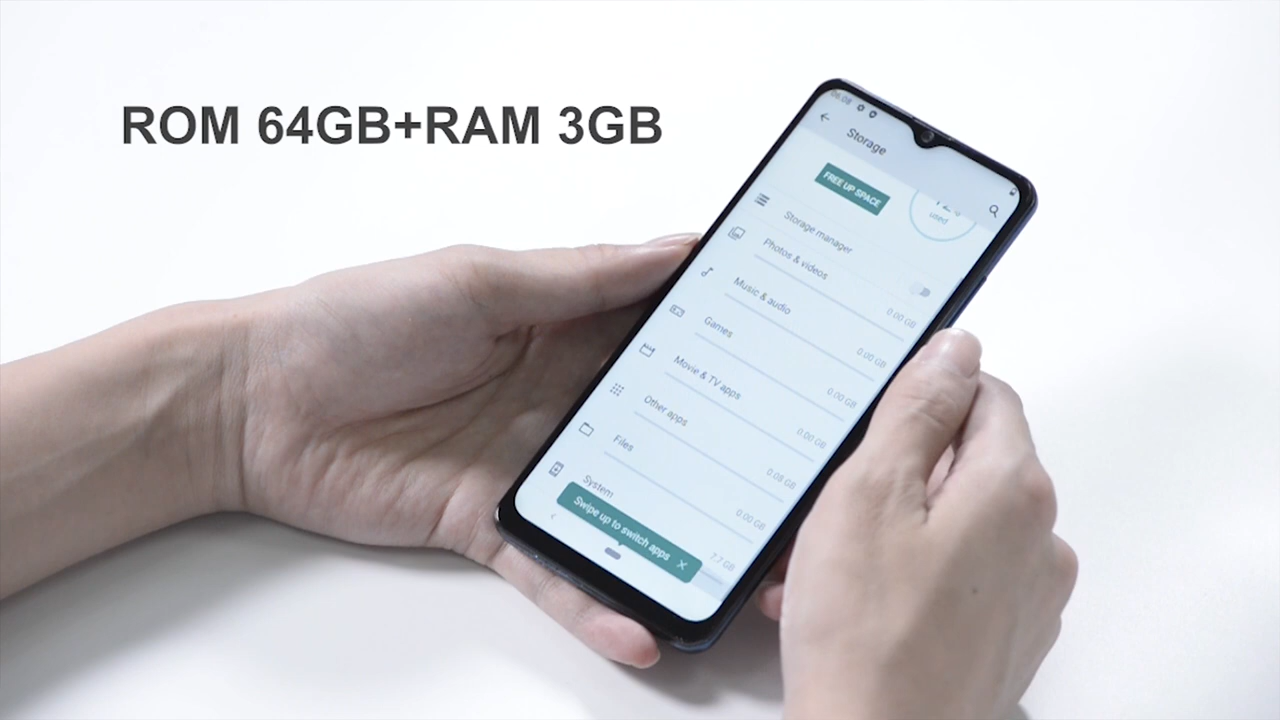 ROM 64GB+RAM 3GB
06:08
Storage
FREE UP SPACE
used
Storage manager
Photos & videos
0.00 GB
Music & audio
0.00 GB
Games
0.00 GB
Movie & TV apps
0.00 GB
Other apps
0.08 GB
Files
0.00 GB
System
7.7 GB
Swipe up to switch apps